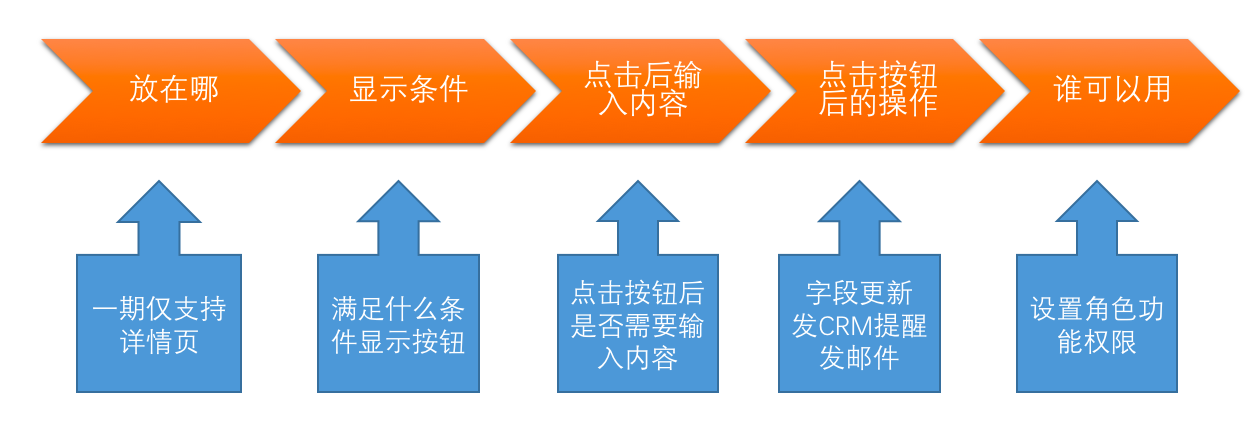 放在哪
显示条件
点击后输
入内容
点击按钮
后的操作
谁可以用
一期仅支持
详情页
满足什么条
件显示按钮
点击按钮后
是否需要输
入内容
字段更新
发CRM提醒
发邮件
设置角色功
能权限